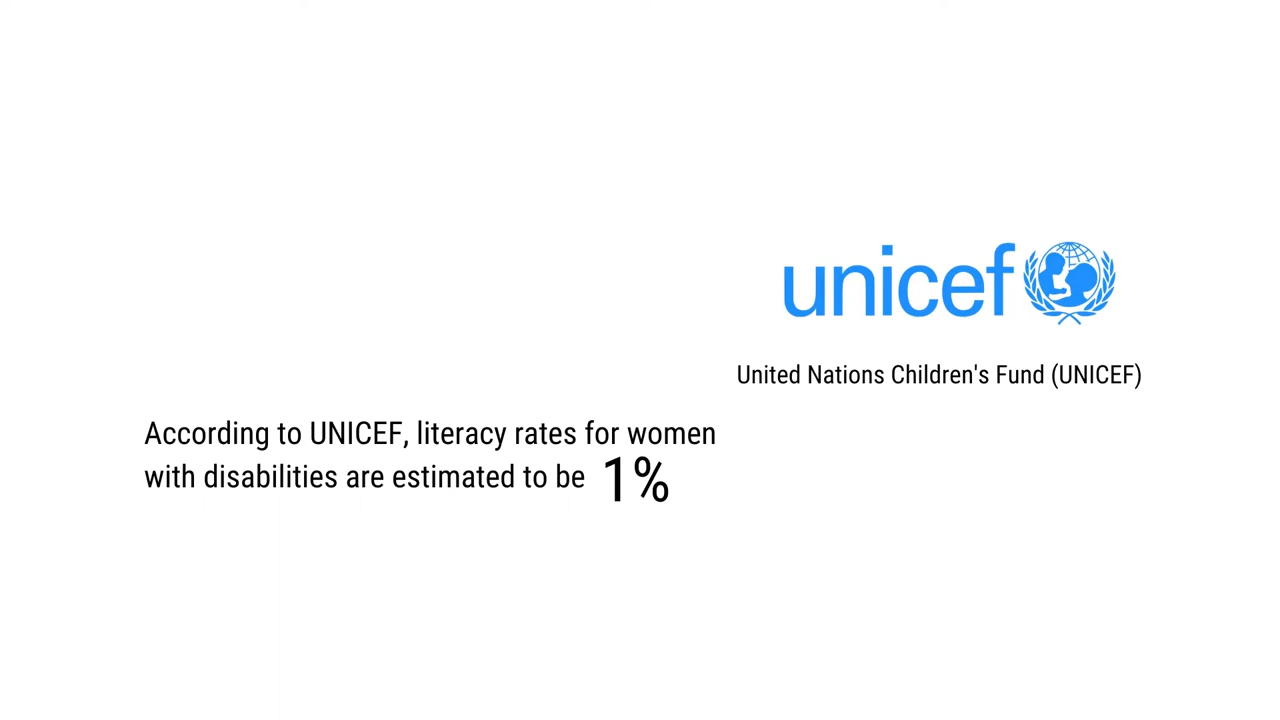 unicef
United Nations Children's Fund (UNICEF)
According to UNICEF, literacy rates for women
with disabilities are estimated to be 1%